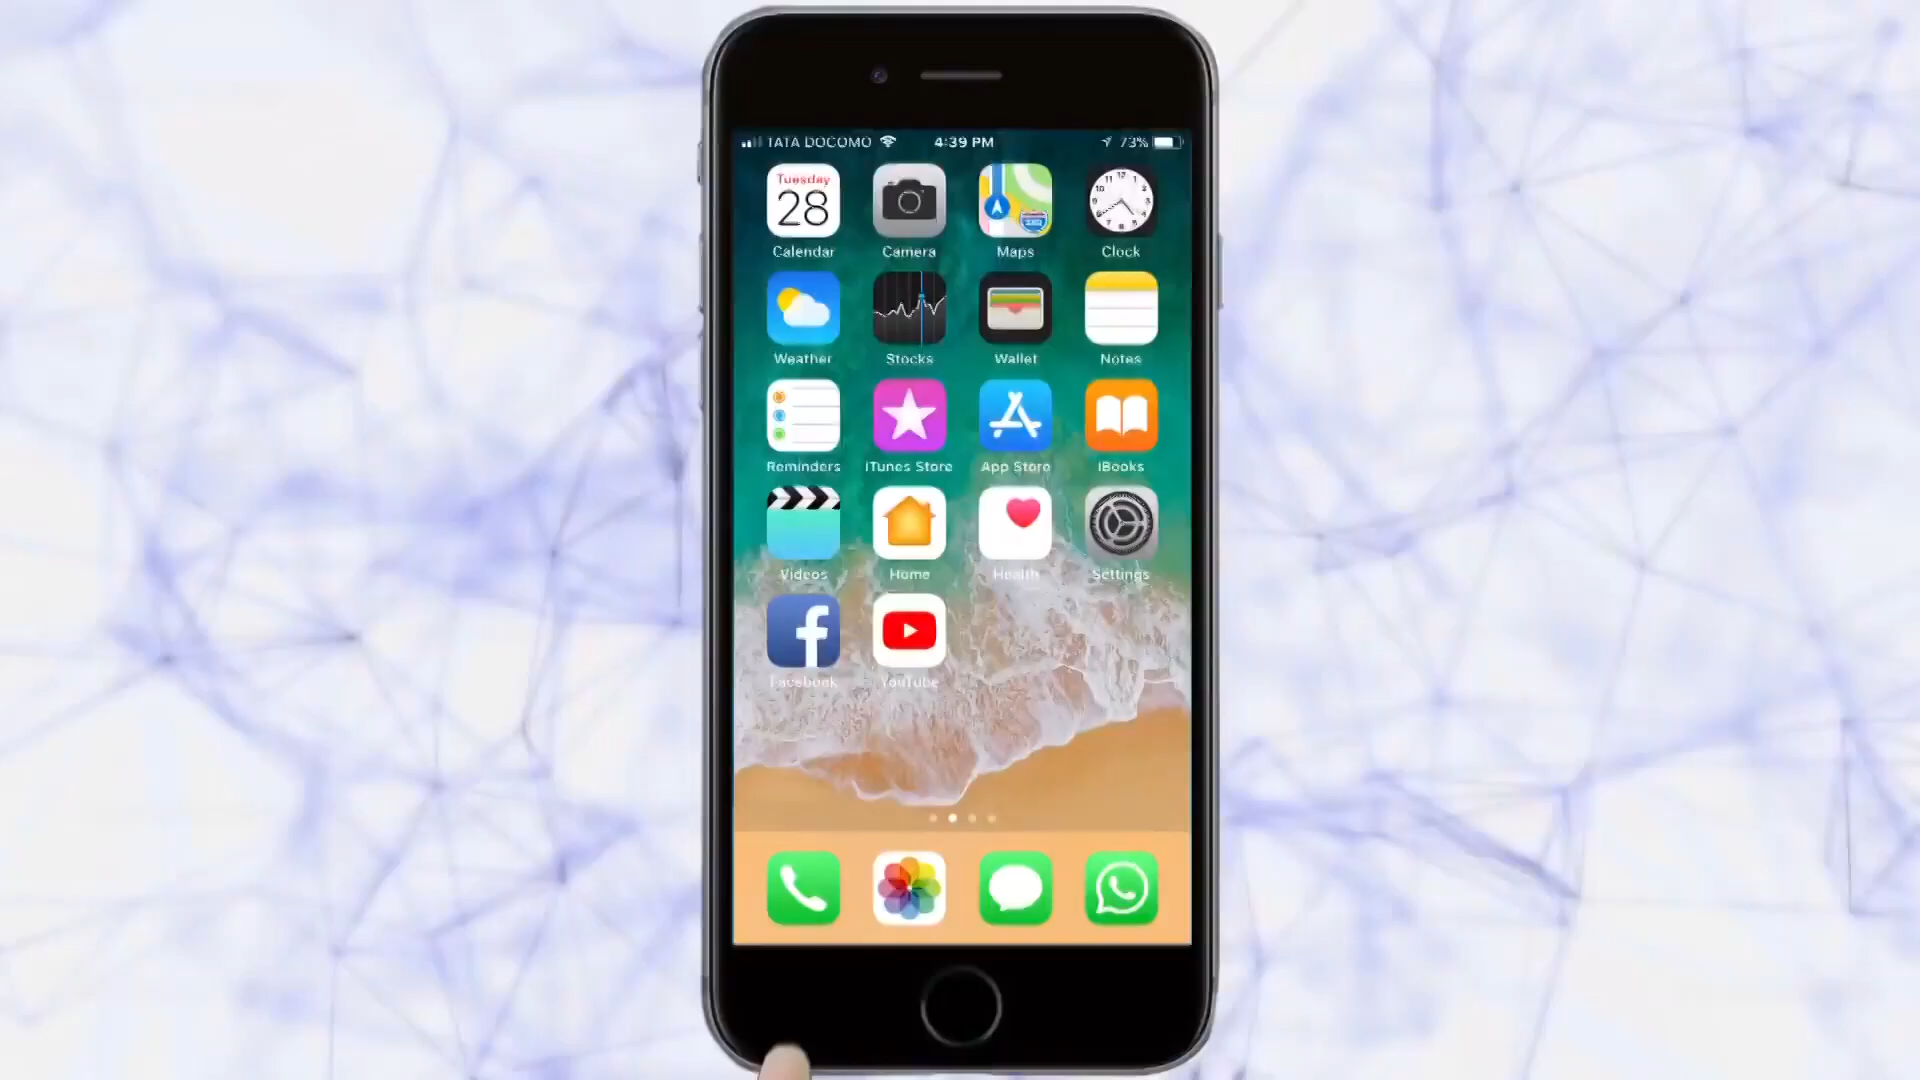 TATA DOCOMO 4:39 PM 73%
Tuesday
28
Calendar Camera Maps Clock
Weather Stocks Wallet Notes
Reminders iTunes Store App Store iBooks
Videos Home Health Settings
Facebook YouTube